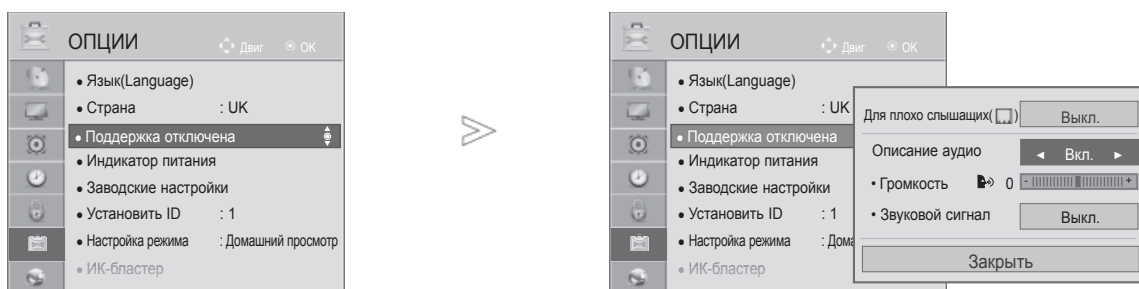 ОПЦИИ Двиг ОК
• Язык(Language)
• Страна : UK
• Поддержка отключена
• Индикатор питания
• Заводские настройки
• Установить ID : 1
• Настройка режима : Домашний просмотр
• ИК-бластер
ОПЦИИ Двиг ОК
• Язык(Language)
• Страна : UK
• Поддержка отключена
• Индикатор питания
• Заводские настройки
• Установить ID : 1
• Настройка режима : Дома
• ИК-бластер
Для плохо слышащих( ) Выкл.
Описание аудио ◄ Вкл. ►
• Громкость 0 - +
• Звуковой сигнал Выкл.
Закрыть